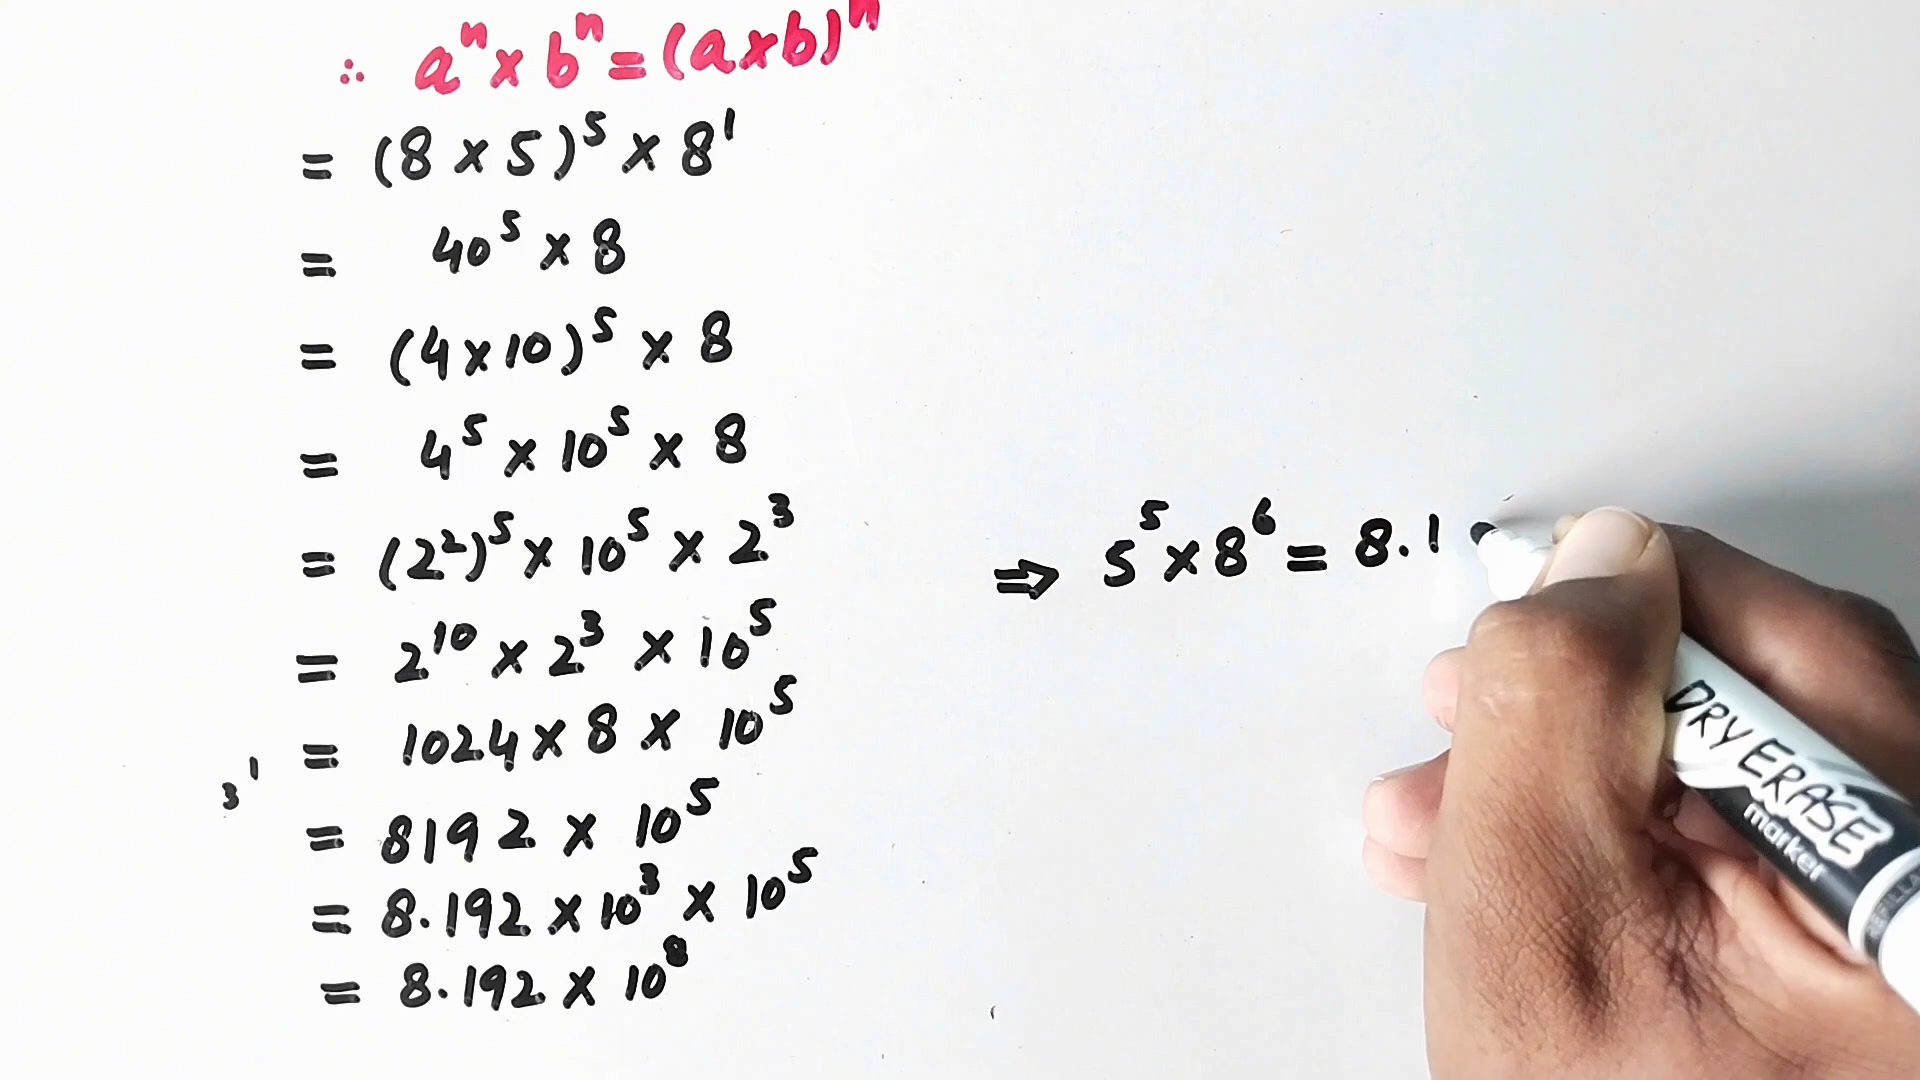 ∴ aⁿ × bⁿ = (a×b)ⁿ
= (8 × 5)⁵ × 8¹
= 40⁵ × 8
= (4×10)⁵ × 8
= 4⁵ × 10⁵ × 8
= (2²)⁵ × 10⁵ × 2³
= 2¹⁰ × 2³ × 10⁵
= 1024 × 8 × 10⁵
3 1
= 8192 × 10⁵
= 8.192 × 10³ × 10⁵
= 8.192 × 10⁸
⇒ 5⁵ × 8⁶ = 8.1
DRY ERASE
marker